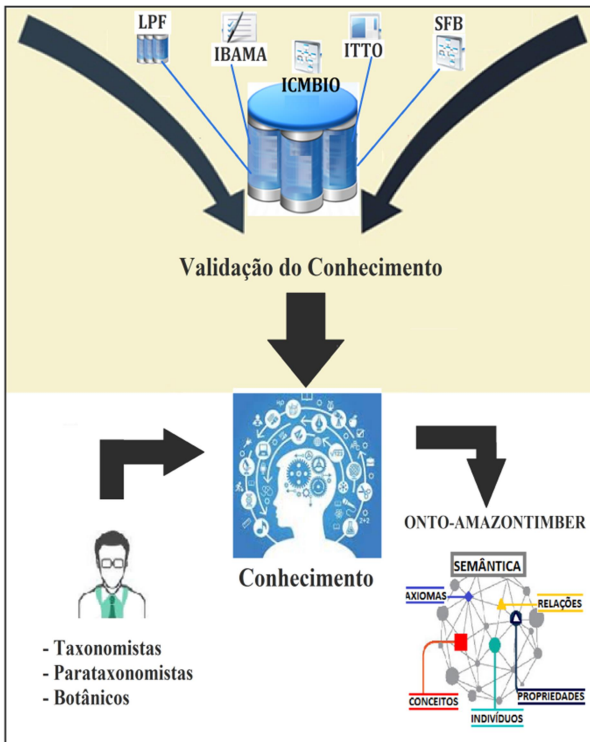 LPF
IBAMA
ICMBIO
ITTO
SFB
Validação do Conhecimento
Conhecimento
- Taxonomistas
- Parataxonomistas
- Botânicos
ONTO-AMAZONTIMBER
SEMÂNTICA
AXIOMAS
RELAÇÕES
CONCEITOS
PROPRIEDADES
INDIVÍDUOS